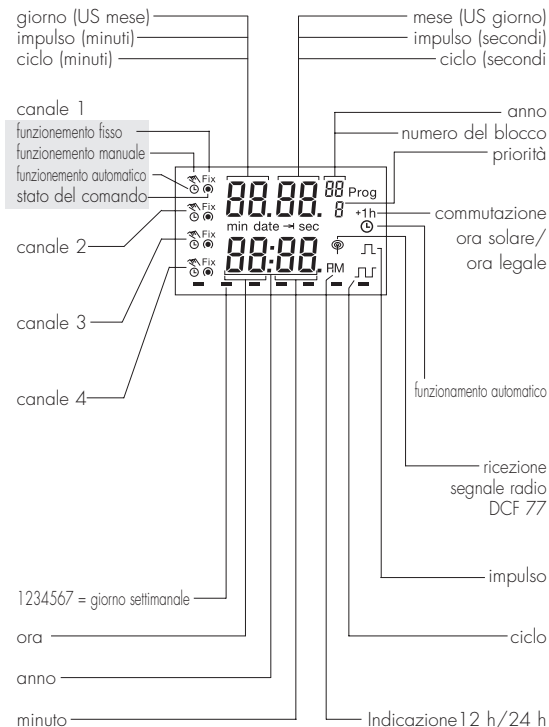 giorno (US mese)
impulso (minuti)
ciclo (minuti)
mese (US giorno)
impulso (secondi)
ciclo (secondi
canale 1
funzionemento fisso
funzionemento manuale
funzionemento automatico
stato del comando
canale 2
canale 3
canale 4
anno
numero del blocco
priorità
commutazione
ora solare/
ora legale
Fix
88.88. 88 Prog
8 +1h
Fix
min date sec
Fix
88:88.
PM
Fix
funzionamento automatico
ricezione
segnale radio
DCF 77
impulso
1234567 = giorno settimanale
ora
ciclo
anno
minuto
Indicazione12 h/24 h